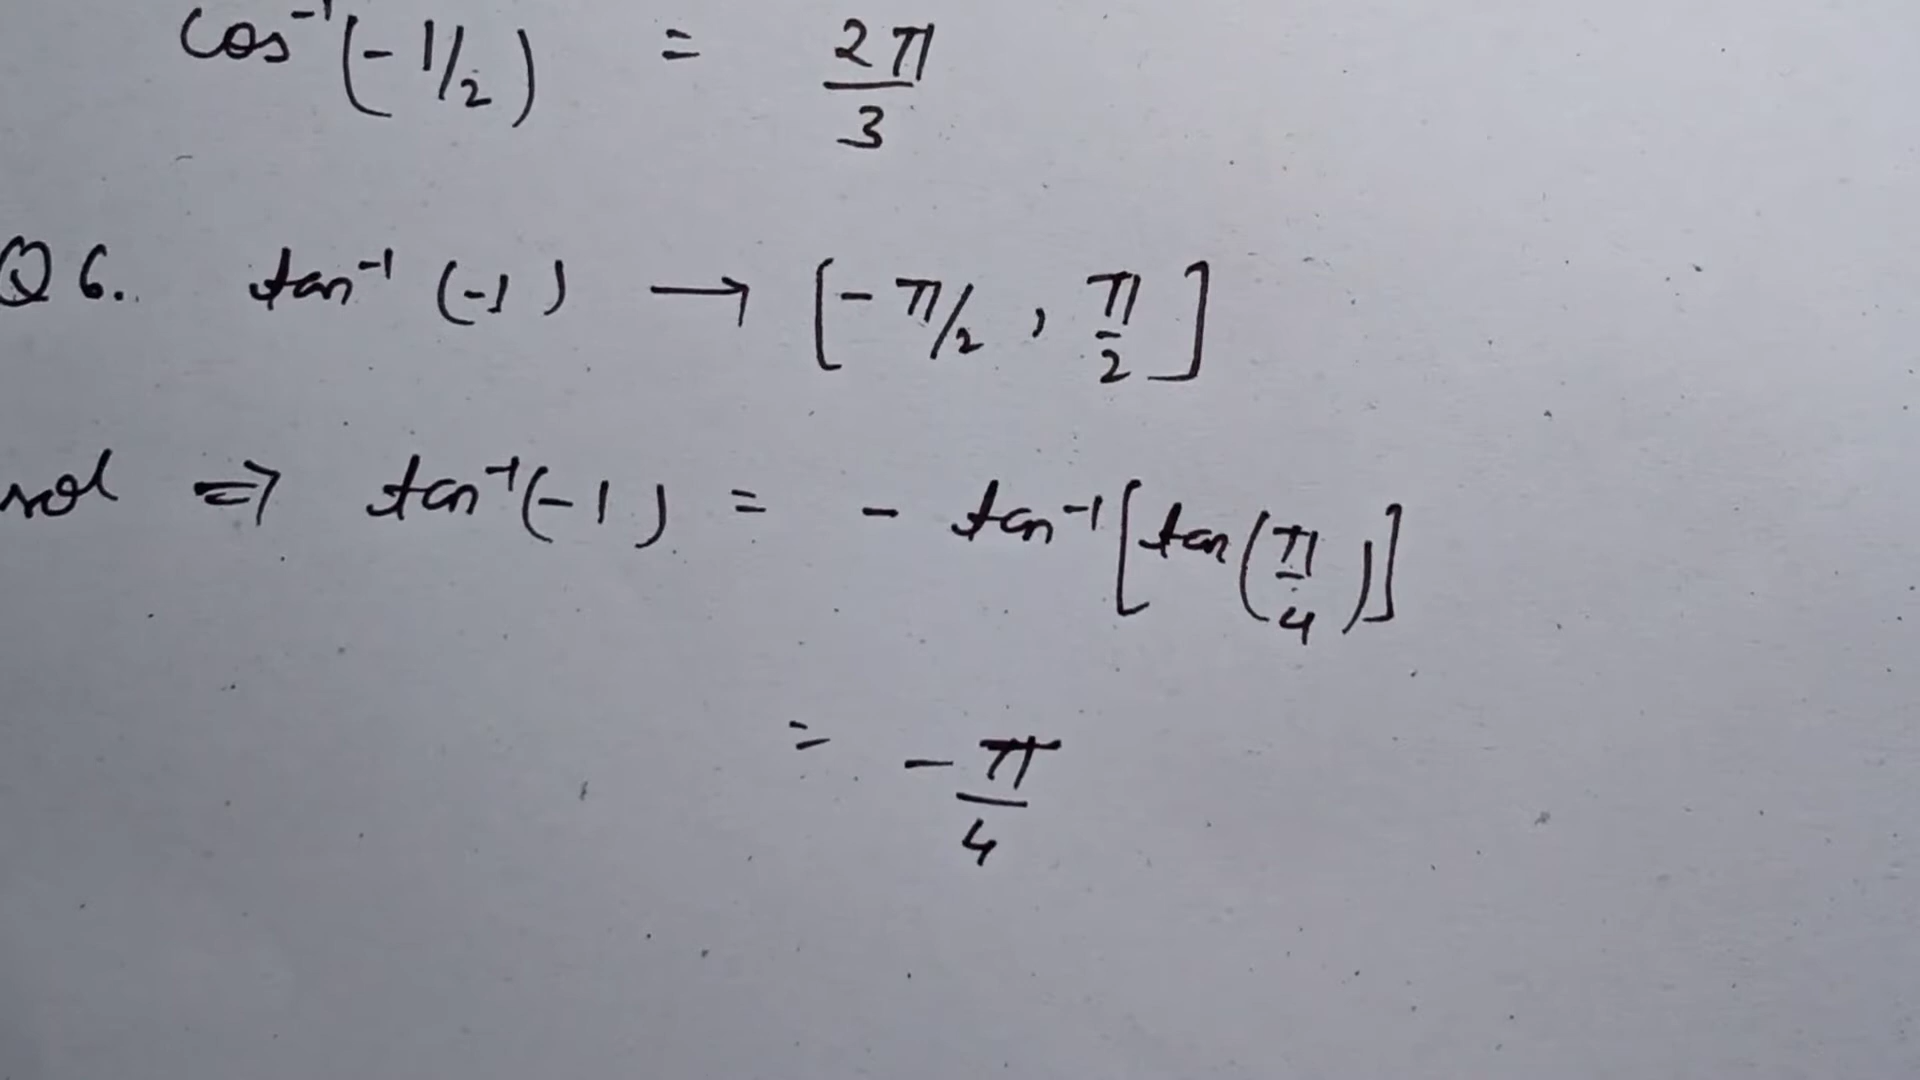 cos⁻¹(-1/2) = 2π/3
Q6. tan⁻¹(-1) → [-π/2, π/2]
sol ⇒ tan⁻¹(-1) = - tan⁻¹[tan(π/4)]
= -π/4